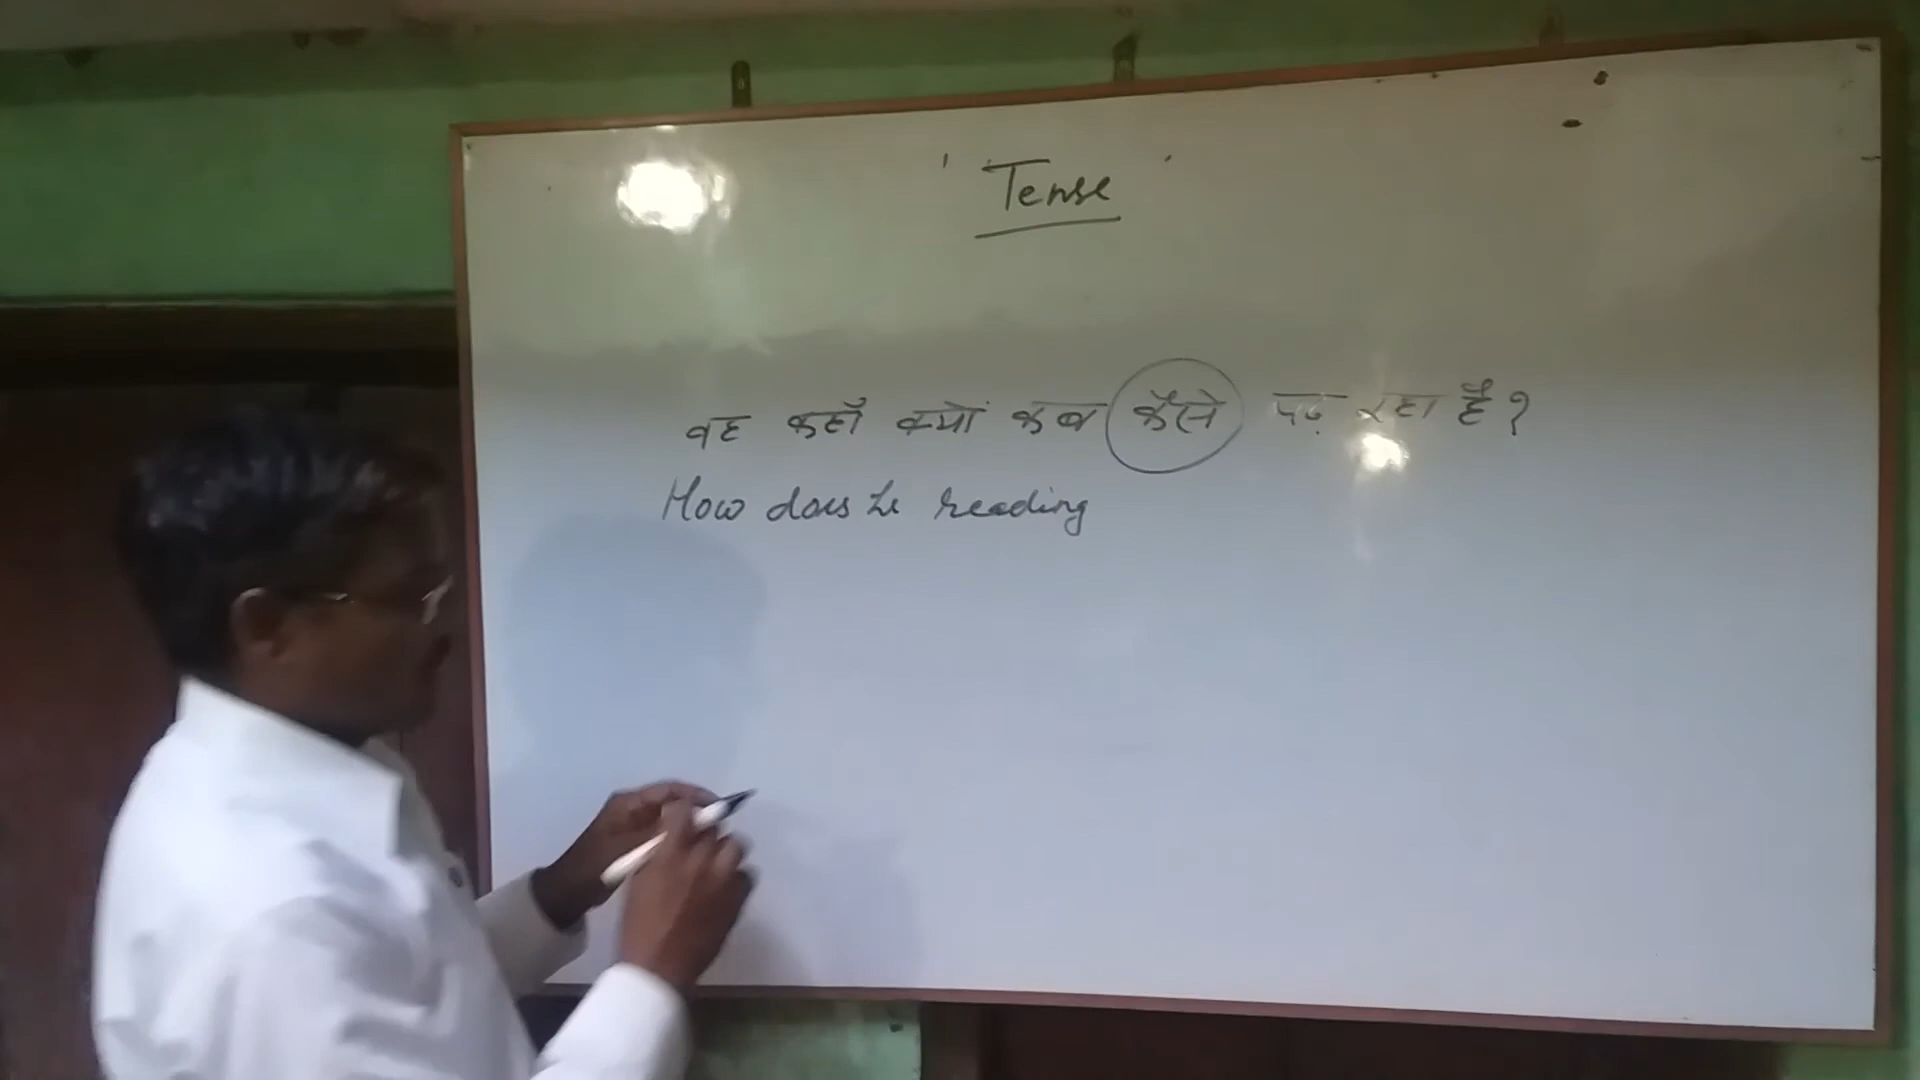 ' Tense '
वह कहाँ क्यों कब कैसे पढ़ रहा है?
How does he reading